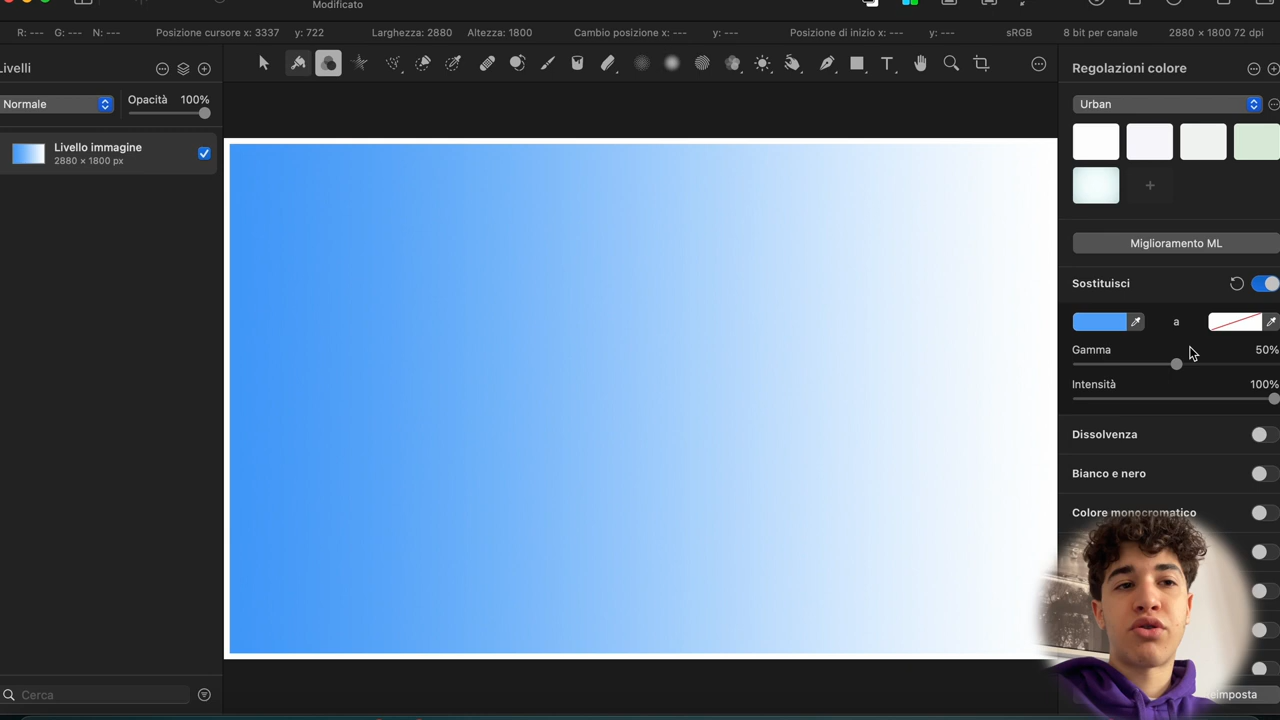 Modificato
R: --- G: --- N: --- Posizione cursore x: 3337 y: 722 Larghezza: 2880 Altezza: 1800 Cambio posizione x: --- y: --- Posizione di inizio x: --- y: --- sRGB 8 bit per canale 2880 × 1800 72 dpi
Livelli
Normale
Opacità 100%
Livello immagine
2880 × 1800 px
Cerca
Regolazioni colore
Urban
Miglioramento ML
Sostituisci
a
Gamma 50%
Intensità 100%
Dissolvenza
Bianco e nero
Colore monocromatico
eimposta